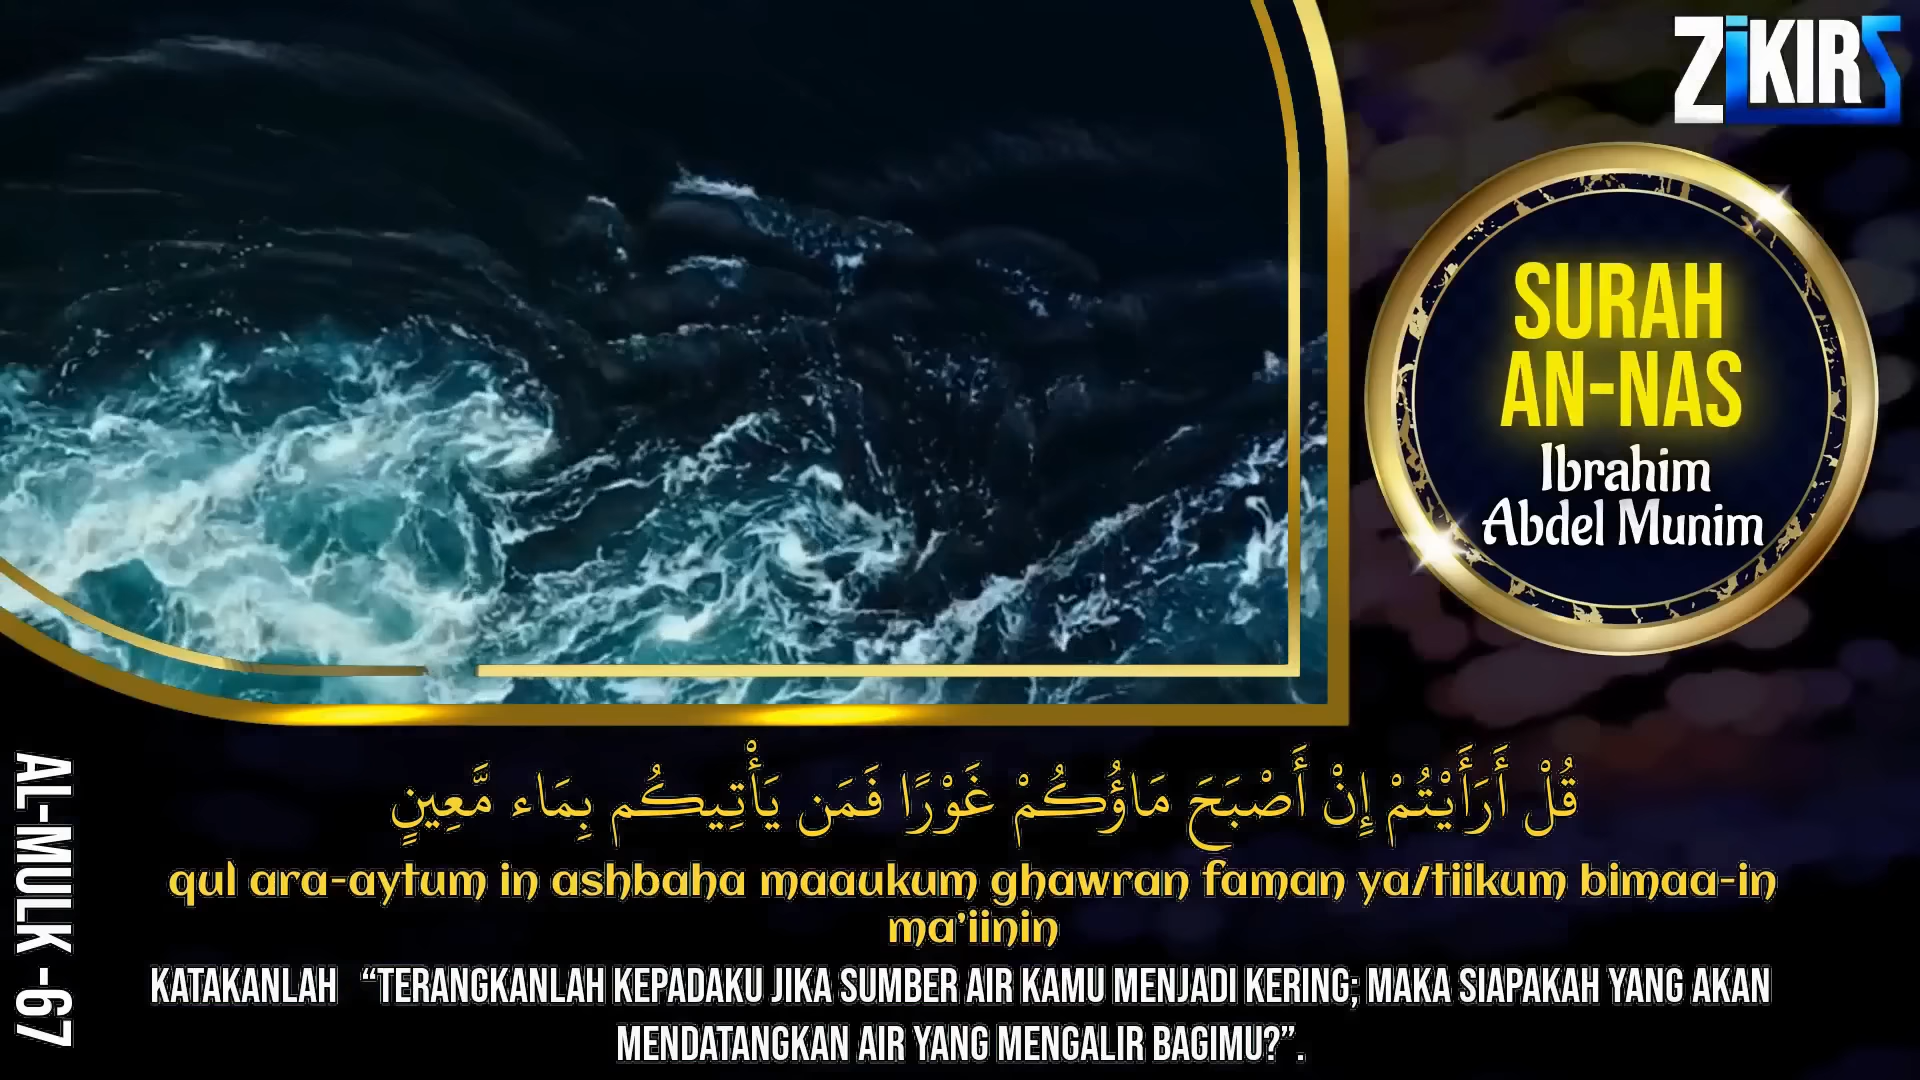 ZIKIRS
SURAH
AN-NAS
Ibrahim
Abdel Munim
قُلْ أَرَأَيْتُمْ إِنْ أَصْبَحَ مَاؤُكُمْ غَوْرًا فَمَن يَأْتِيكُم بِمَاء مَّعِينٍ
qul ara-aytum in ashbaha maaukum ghawran faman ya/tiikum bimaa-in
ma'iinin
KATAKANLAH “TERANGKANLAH KEPADAKU JIKA SUMBER AIR KAMU MENJADI KERING; MAKA SIAPAKAH YANG AKAN
MENDATANGKAN AIR YANG MENGALIR BAGIMU?”.
AL-MULK -67